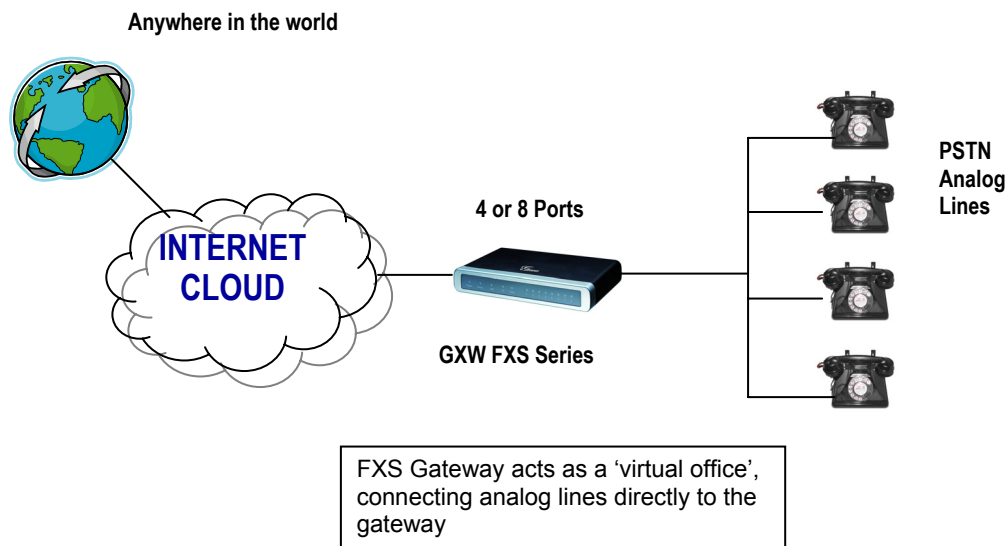 Anywhere in the world
PSTN
Analog
Lines
4 or 8 Ports
INTERNET
CLOUD
GXW FXS Series
FXS Gateway acts as a ‘virtual office’,
connecting analog lines directly to the
gateway